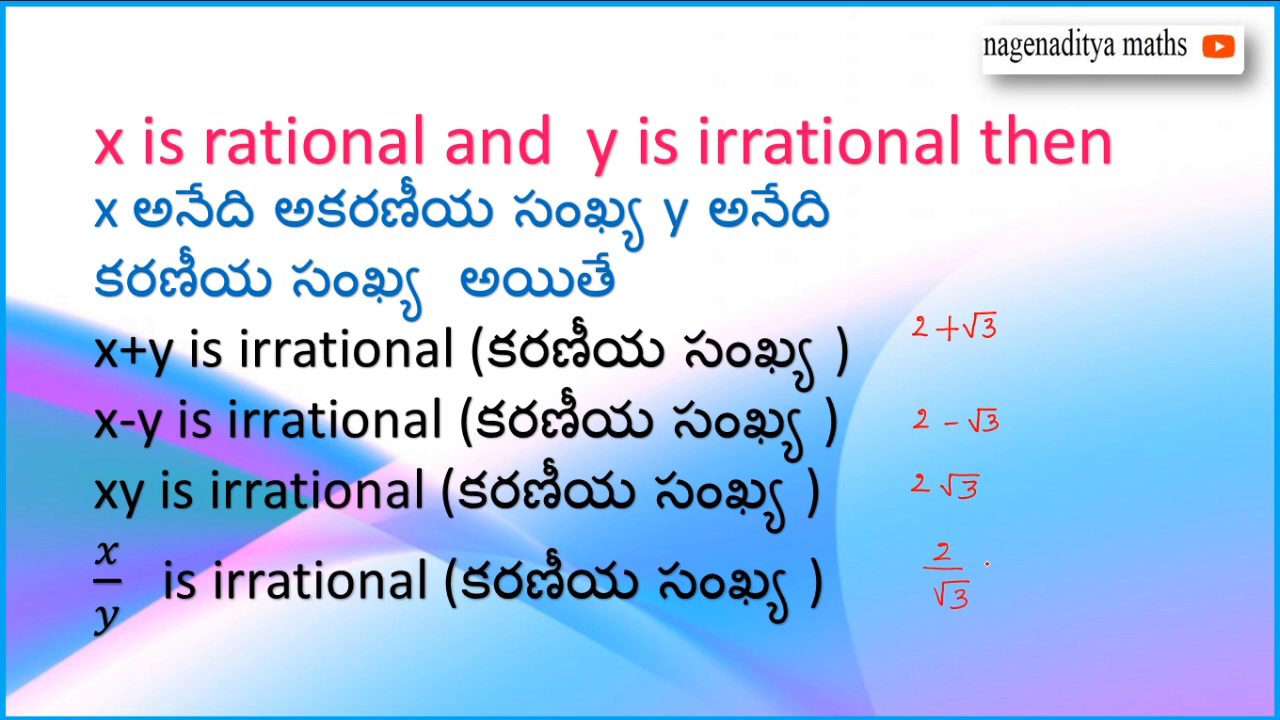 nagenaditya maths
x is rational and y is irrational then
x అనేది అకరణీయ సంఖ్య y అనేది
కరణీయ సంఖ్య అయితే
x+y is irrational (కరణీయ సంఖ్య )
2 + √3
x-y is irrational (కరణీయ సంఖ్య )
2 - √3
xy is irrational (కరణీయ సంఖ్య )
2 √3
x/y is irrational (కరణీయ సంఖ్య )
2/√3